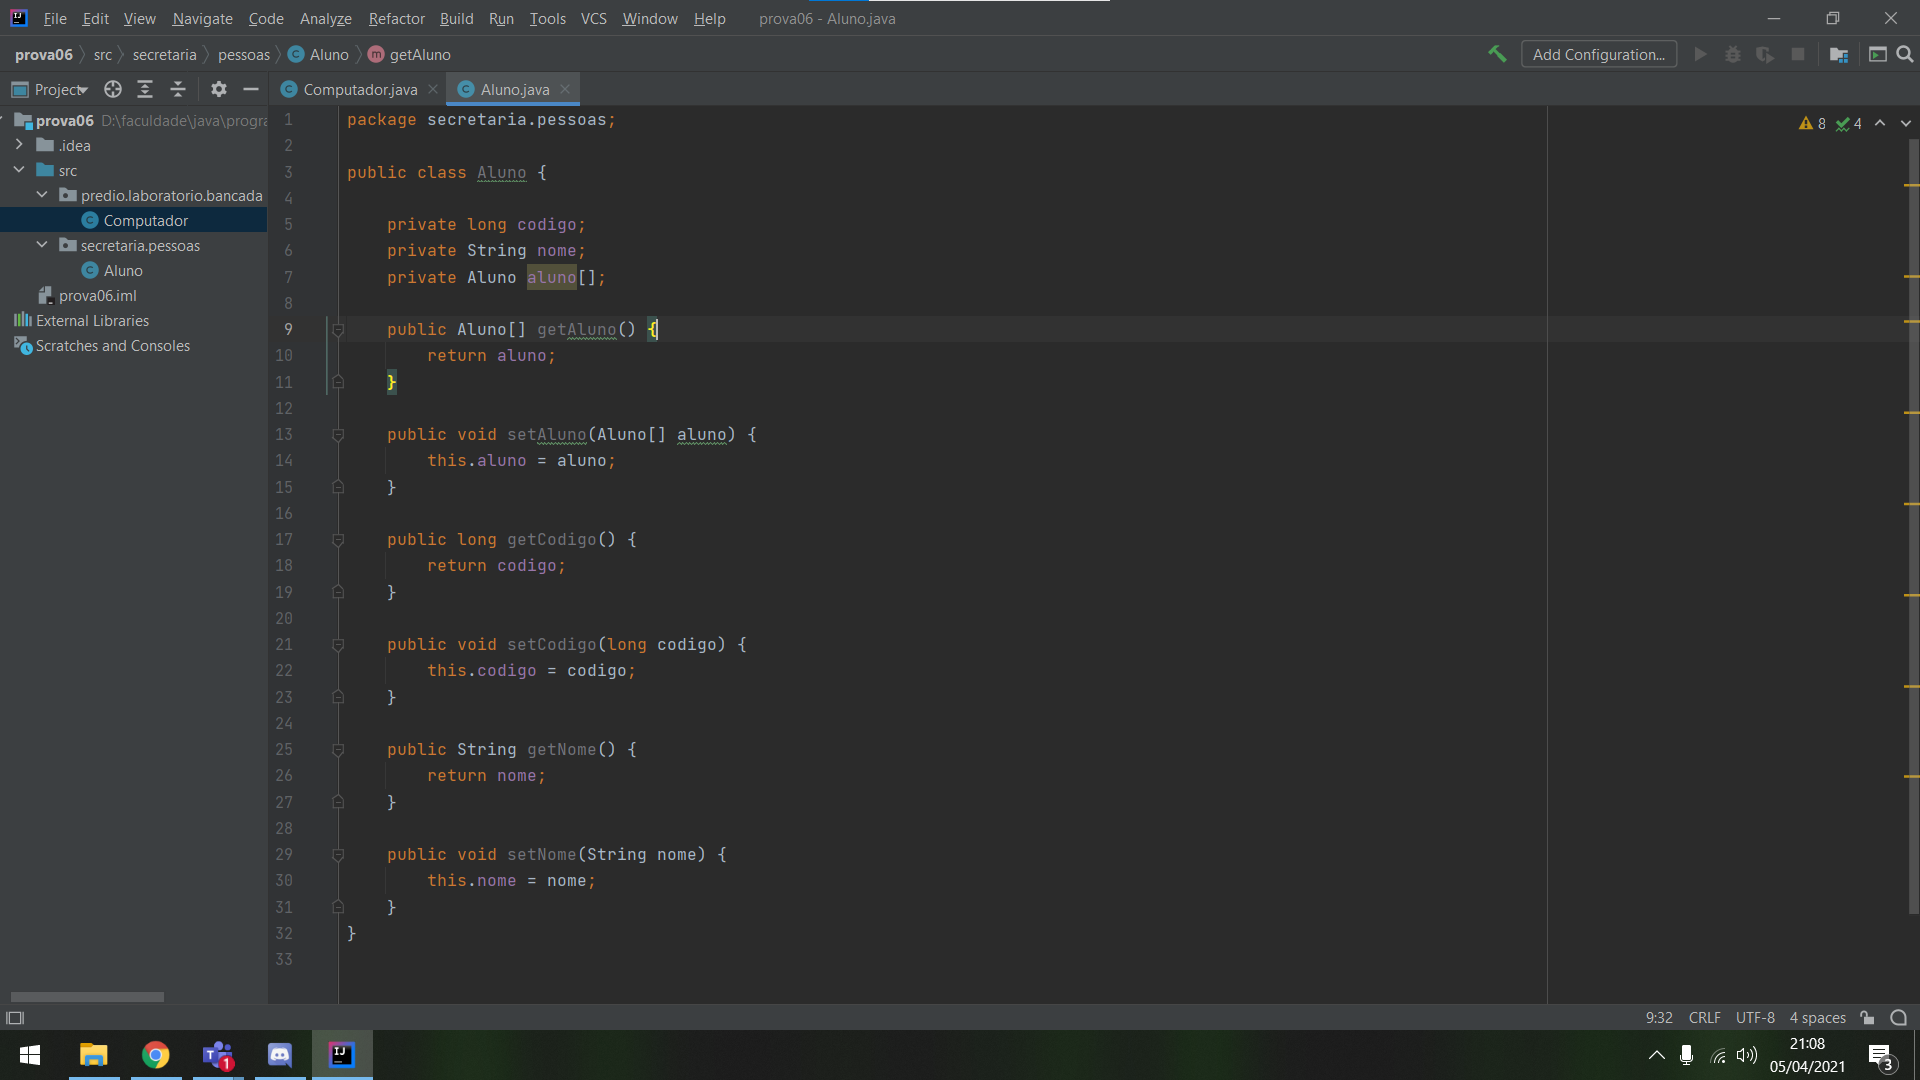 File Edit View Navigate Code Analyze Refactor Build Run Tools VCS Window Help prova06 - Aluno.java
prova06 src secretaria pessoas Aluno getAluno Add Configuration...
Project Computador.java Aluno.java
prova06 D:\faculdade\java\progra
.idea
src
predio.laboratorio.bancada
Computador
secretaria.pessoas
Aluno
prova06.iml
External Libraries
Scratches and Consoles
8 4
1 package secretaria.pessoas;
2
3 public class Aluno {
4
5 private long codigo;
6 private String nome;
7 private Aluno aluno[];
8
9 public Aluno[] getAluno() {
10 return aluno;
11 }
12
13 public void setAluno(Aluno[] aluno) {
14 this.aluno = aluno;
15 }
16
17 public long getCodigo() {
18 return codigo;
19 }
20
21 public void setCodigo(long codigo) {
22 this.codigo = codigo;
23 }
24
25 public String getNome() {
26 return nome;
27 }
28
29 public void setNome(String nome) {
30 this.nome = nome;
31 }
32 }
33
9:32 CRLF UTF-8 4 spaces
21:08
05/04/2021
1
3